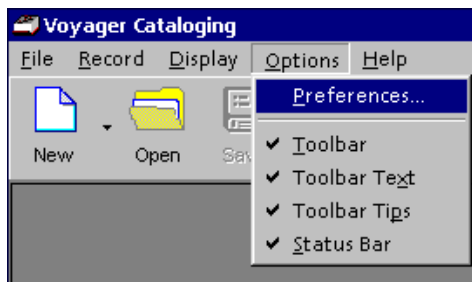 Voyager Cataloging
File Record Display Options Help
Preferences...
New Open
Toolbar
Toolbar Text
Toolbar Tips
Status Bar